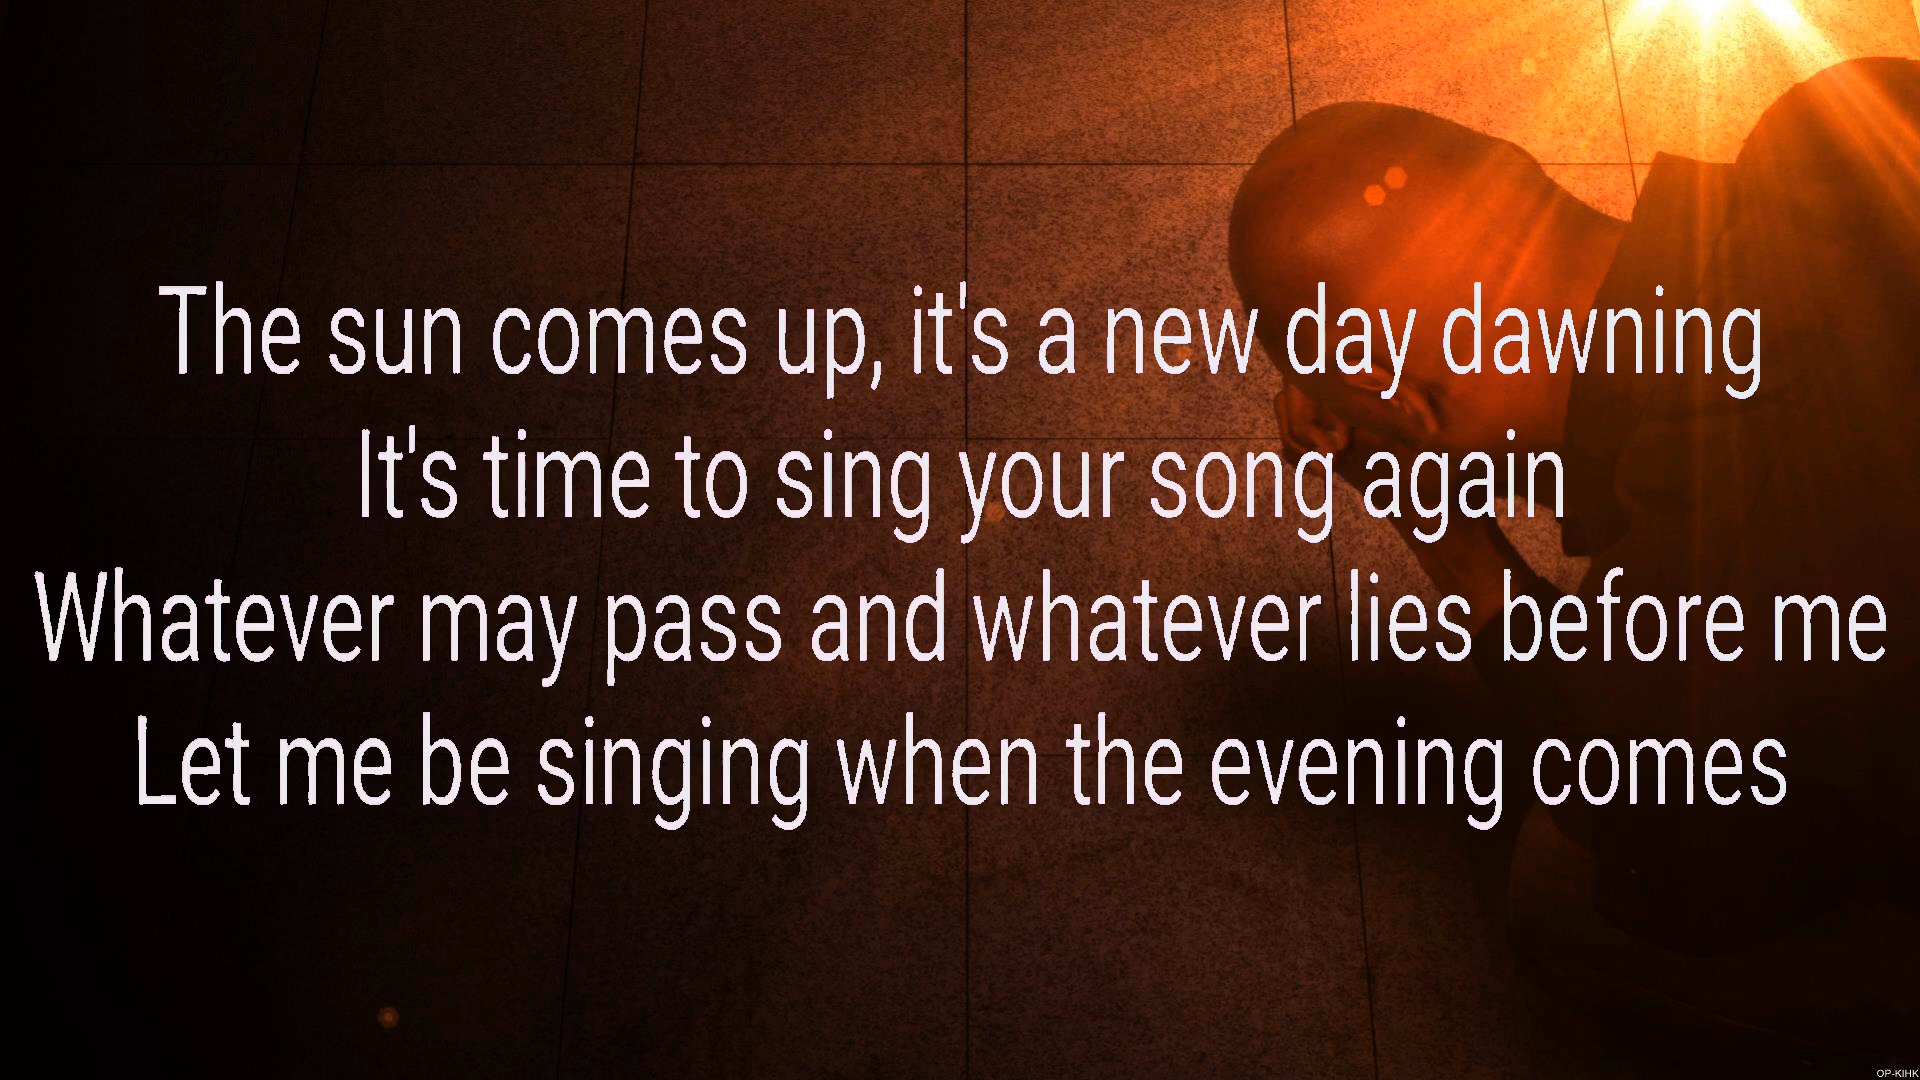 The sun comes up, it's a new day dawning
It's time to sing your song again
Whatever may pass and whatever lies before me
Let me be singing when the evening comes
OP-KIHK